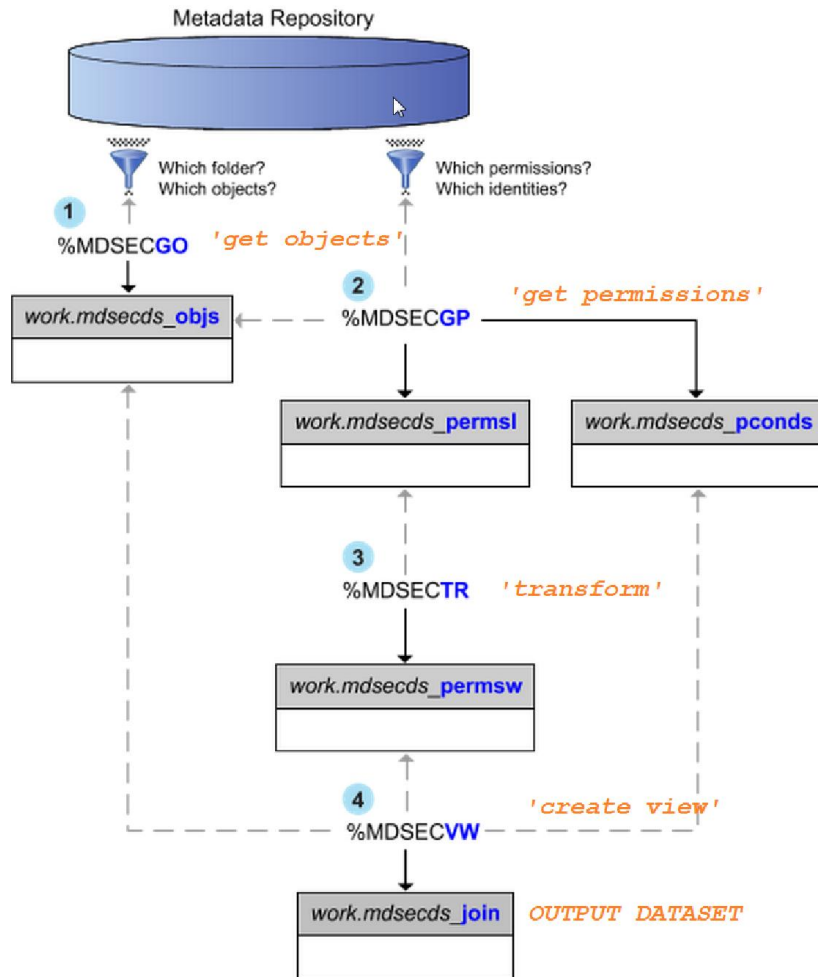 Metadata Repository
Which folder?
Which objects?
Which permissions?
Which identities?
1
%MDSECGO
'get objects'
work.mdsecds_objs
2
%MDSECGP
'get permissions'
work.mdsecds_permsl
work.mdsecds_pconds
3
%MDSECTR
'transform'
work.mdsecds_permsw
4
%MDSECVW
'create view'
work.mdsecds_join
OUTPUT DATASET